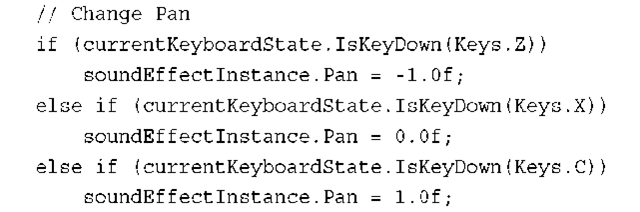 // Change Pan
if (currentKeyboardState.IsKeyDown(Keys.Z))
soundEffectInstance.Pan = -1.0f;
else if (currentKeyboardState.IsKeyDown(Keys.X))
soundEffectInstance.Pan = 0.0f;
else if (currentKeyboardState.IsKeyDown(Keys.C))
soundEffectInstance.Pan = 1.0f;